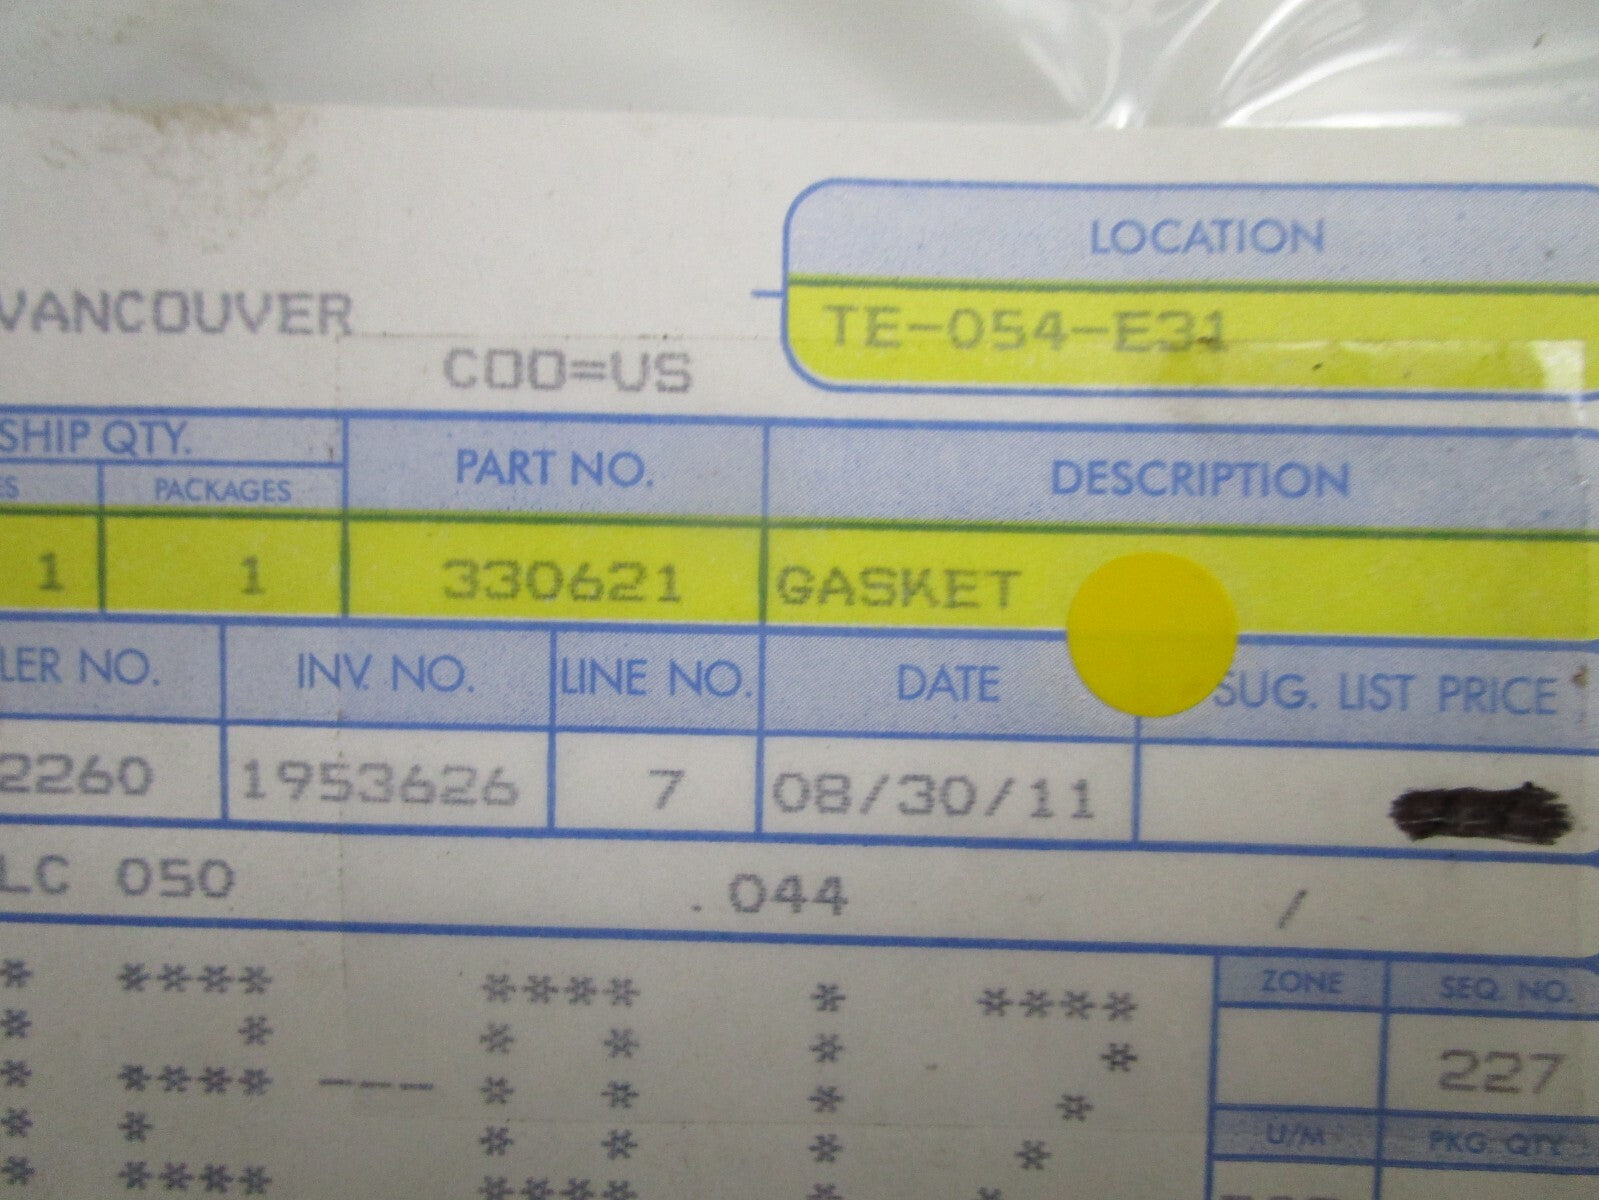 LOCATION
VANCOUVER
TE-054-E31
COO=US
SHIP QTY.
PART NO.
DESCRIPTION
ES PACKAGES
1 1 330621 GASKET
LER NO. INV. NO. LINE NO. DATE SUG. LIST PRICE
2260 1953626 7 08/30/11
LC 050 .044 /
* **** **** * ****
ZONE SEQ. NO.
* * * * * *
* **** --- * * * *
227
* * * * * *
U/M PKG. QTY
* **** **** * *